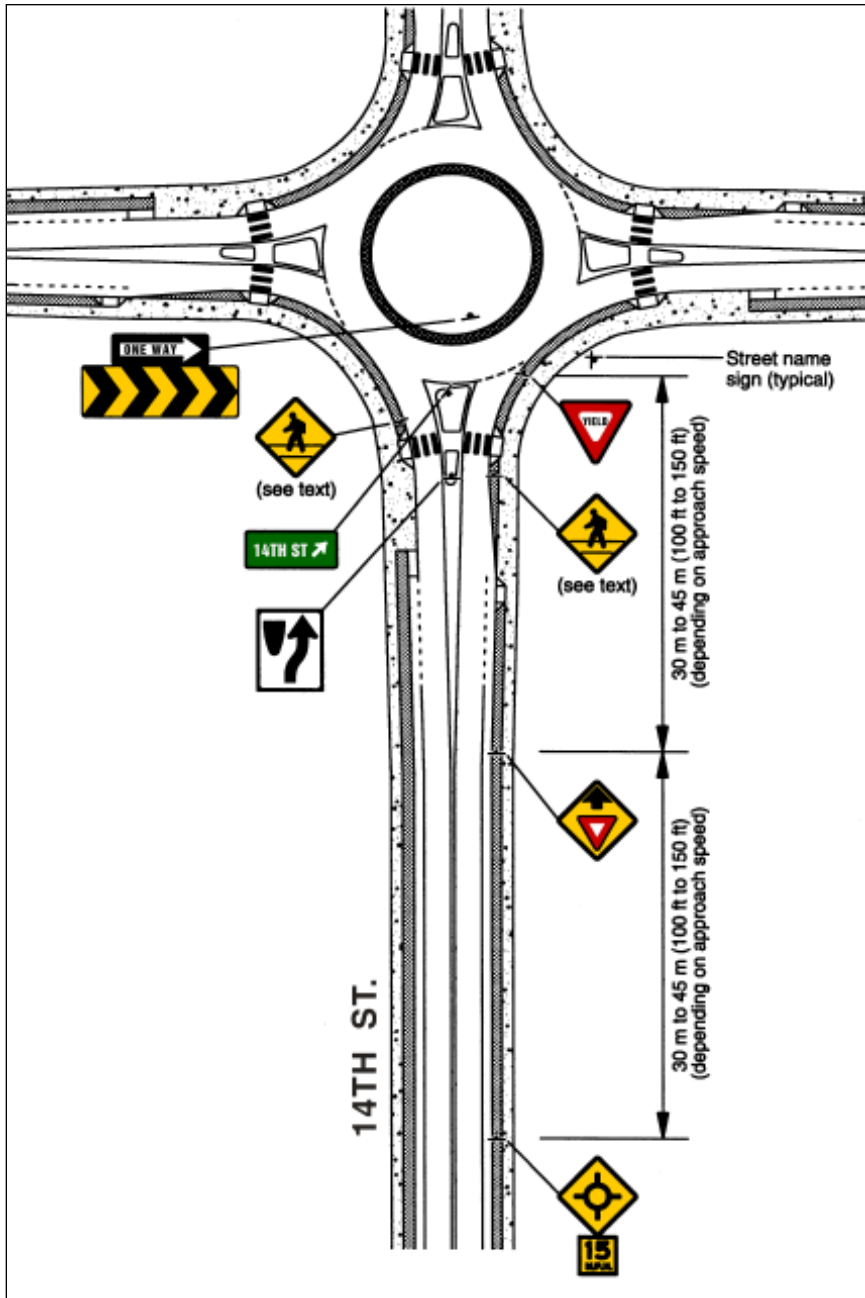 ONE WAY
Street name
sign (typical)
YIELD
(see text)
14TH ST
(see text)
30 m to 45 m (100 ft to 150 ft)
(depending on approach speed)
30 m to 45 m (100 ft to 150 ft)
(depending on approach speed)
14TH ST.
15
M.P.H.